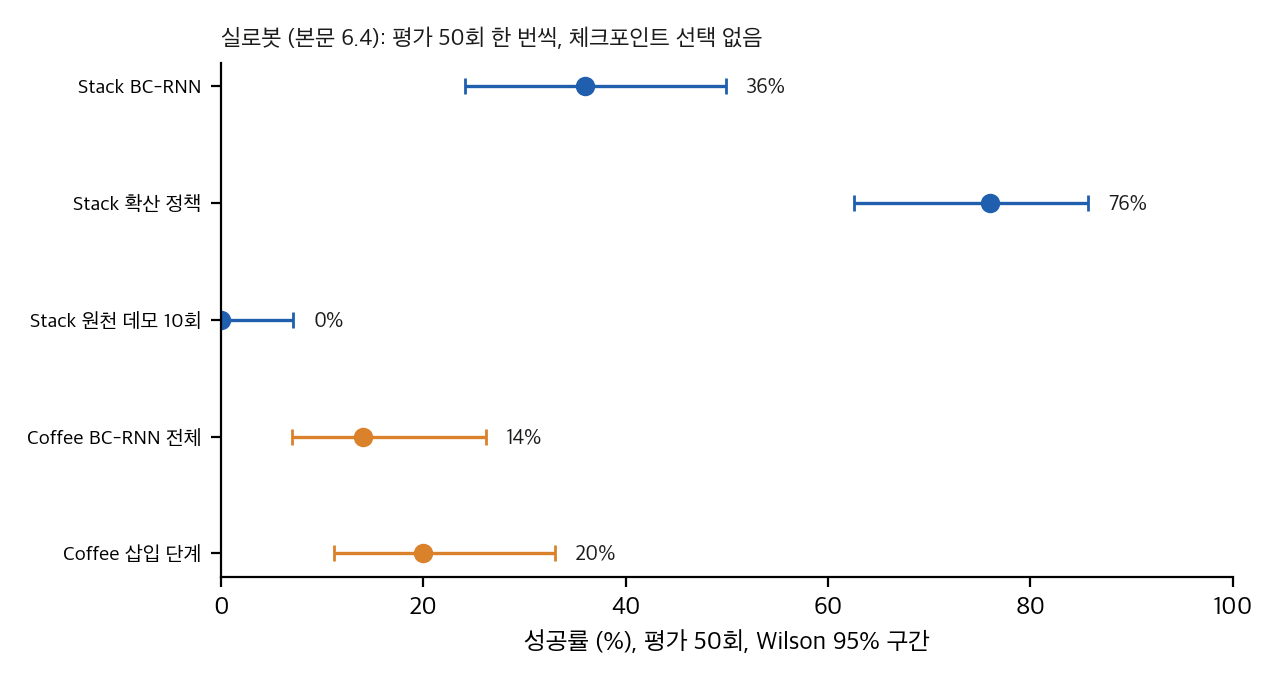 실로봇 (본문 6.4): 평가 50회 한 번씩, 체크포인트 선택 없음
Stack BC-RNN
36%
Stack 확산 정책
76%
Stack 원천 데모 10회
0%
Coffee BC-RNN 전체
14%
Coffee 삽입 단계
20%
0 20 40 60 80 100
성공률 (%), 평가 50회, Wilson 95% 구간